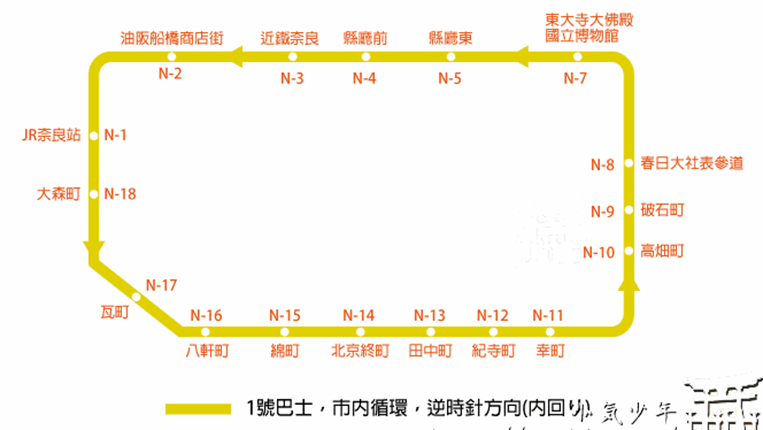 東大寺大佛殿
國立博物館
油阪船橋商店街
近鐵奈良
縣廳前
縣廳東
N-2
N-3
N-4
N-5
N-7
JR奈良站
N-1
N-8
春日大社表參道
大森町
N-18
N-9
破石町
N-10
高畑町
N-17
瓦町
N-16
N-15
N-14
N-13
N-12
N-11
八軒町
綿町
北京終町
田中町
紀寺町
幸町
1號巴士，市内循環，逆時針方向(内回り)
氣少年